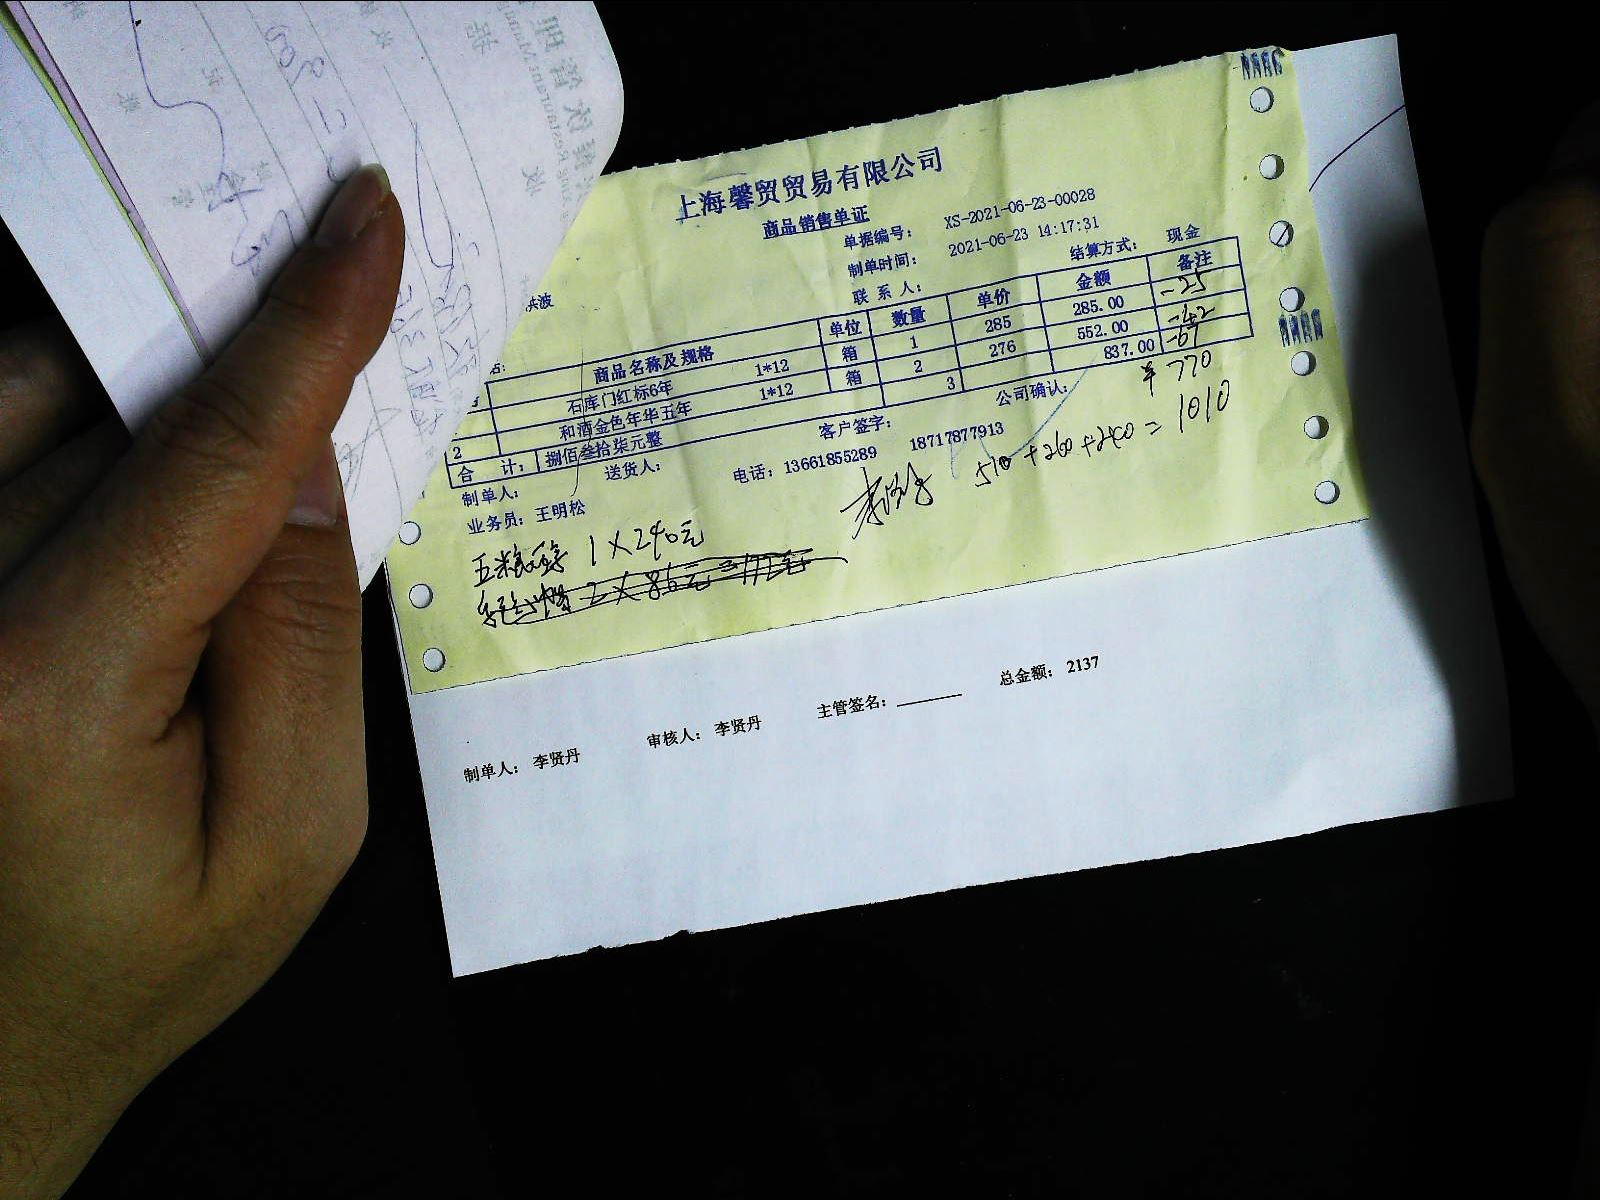 上海馨贸贸易有限公司
商品销售单证
单据编号： XS-2021-06-23-00028
制单时间： 2021-06-23 14:17:31
联系人： 结算方式： 现金
商品名称及规格 单位 数量 单价 金额 备注
石库门红标6年 1*12 箱 1 285 285.00 -25
2 和酒金色年华五年 1*12 箱 2 276 552.00 -42
合 计： 捌佰叁拾柒元整 3 837.00 -67
¥ 770
制单人： 送货人： 客户签字： 公司确认：
业务员： 王明松 电话：13661855289 18717877913
510+260+240=1010
1×240元
制单人： 李贤丹 审核人： 李贤丹 主管签名： 总金额： 2137